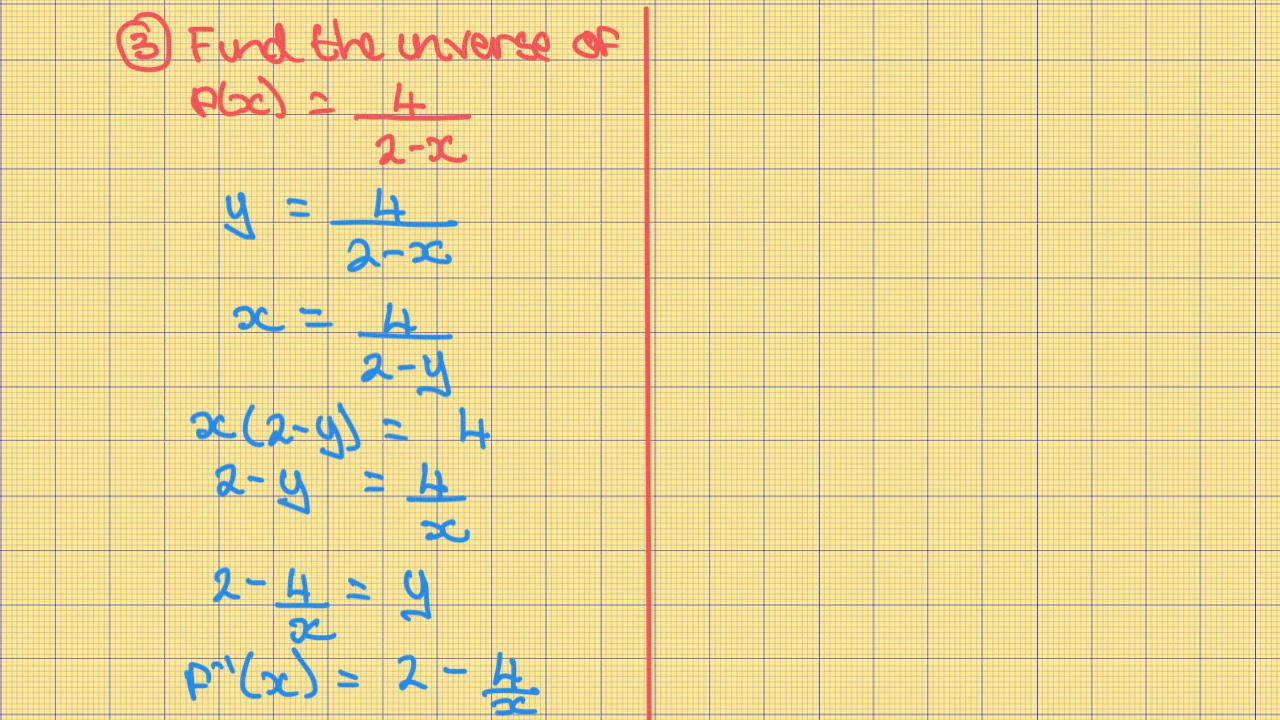 ③ Find the inverse of
f(x) = 4/(2-x)
y = 4/(2-x)
x = 4/(2-y)
x(2-y) = 4
2-y = 4/x
2 - 4/x = y
f⁻¹(x) = 2 - 4/x